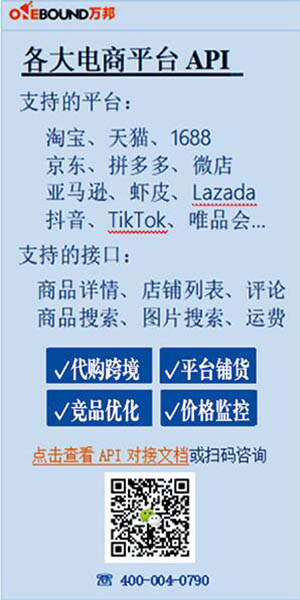 ONEBOUND万邦
各大电商平台 API
支持的平台：
淘宝、天猫、1688
京东、拼多多、微店
亚马逊、虾皮、Lazada
抖音、TikTok、唯品会...
支持的接口：
商品详情、店铺列表、评论
商品搜索、图片搜索、运费
✓代购跨境 ✓平台铺货
✓竞品优化 ✓价格监控
点击查看 API 对接文档或扫码咨询
☏ 400-004-0790